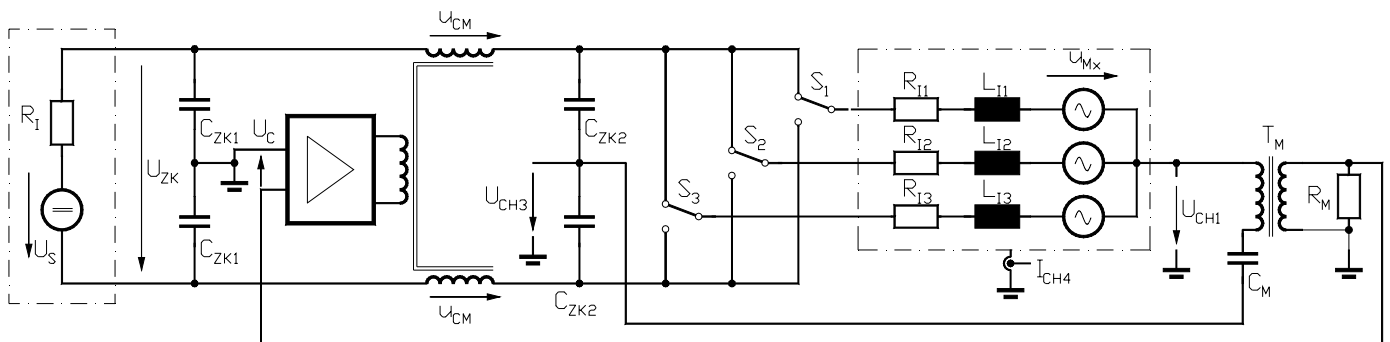 u_CM
R_I
U_S
U_ZK
C_ZK1
C_ZK1
U_C
u_CM
C_ZK2
U_CH3
C_ZK2
S_1
S_2
S_3
R_I1
L_I1
u_Mx
R_I2
L_I2
R_I3
L_I3
I_CH4
U_CH1
T_M
R_M
C_M